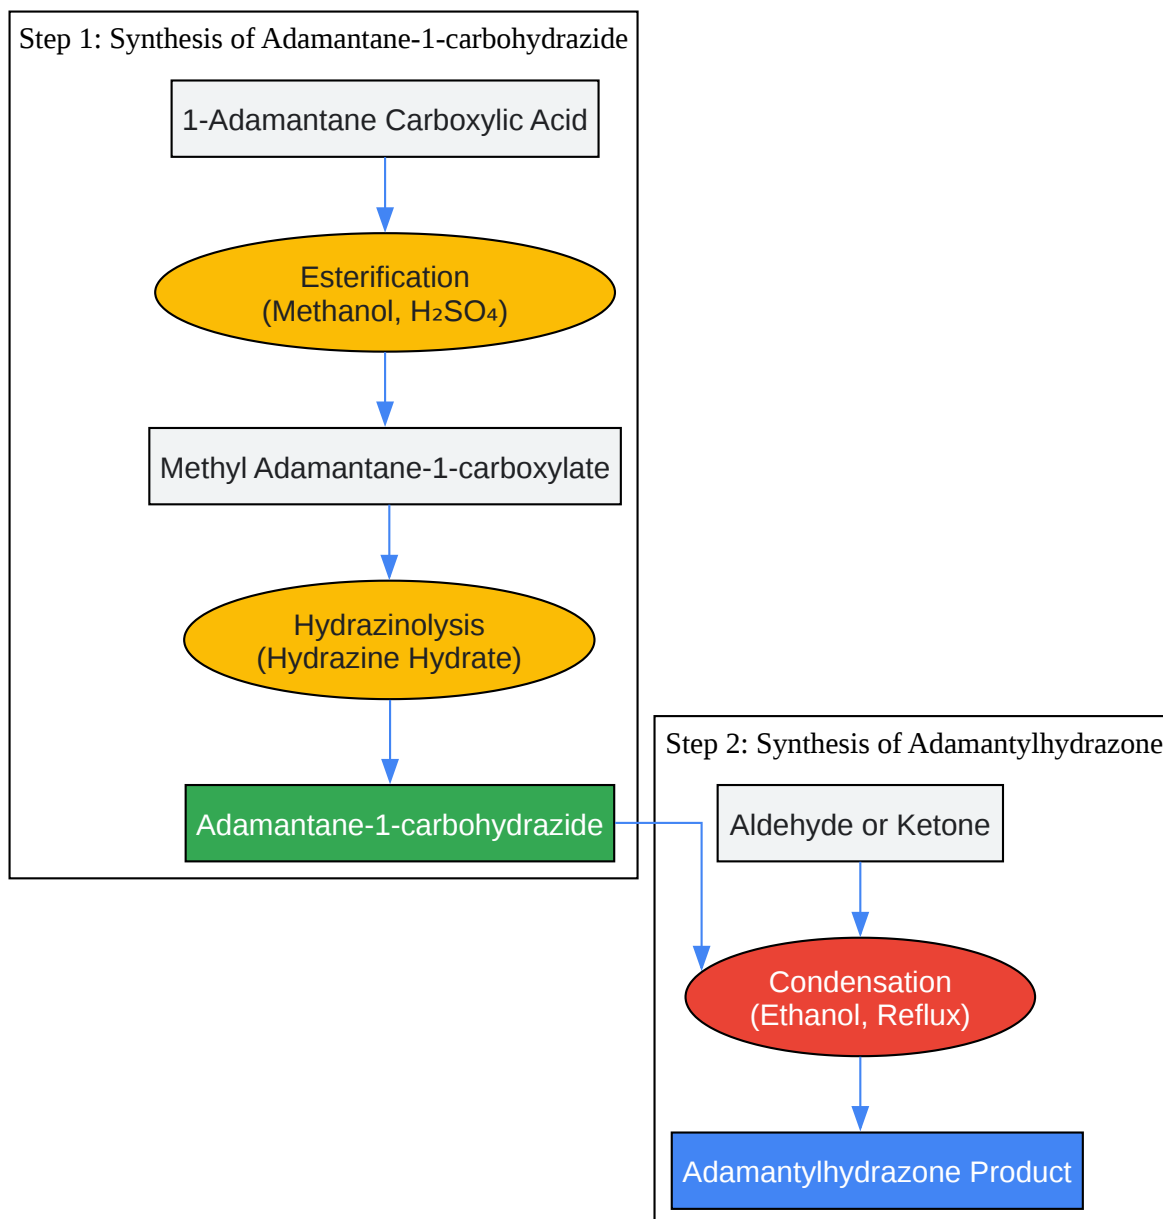 Step 1: Synthesis of Adamantane-1-carbohydrazide
1-Adamantane Carboxylic Acid
Esterification
(Methanol, H₂SO₄)
Methyl Adamantane-1-carboxylate
Hydrazinolysis
(Hydrazine Hydrate)
Adamantane-1-carbohydrazide
Step 2: Synthesis of Adamantylhydrazone
Aldehyde or Ketone
Condensation
(Ethanol, Reflux)
Adamantylhydrazone Product